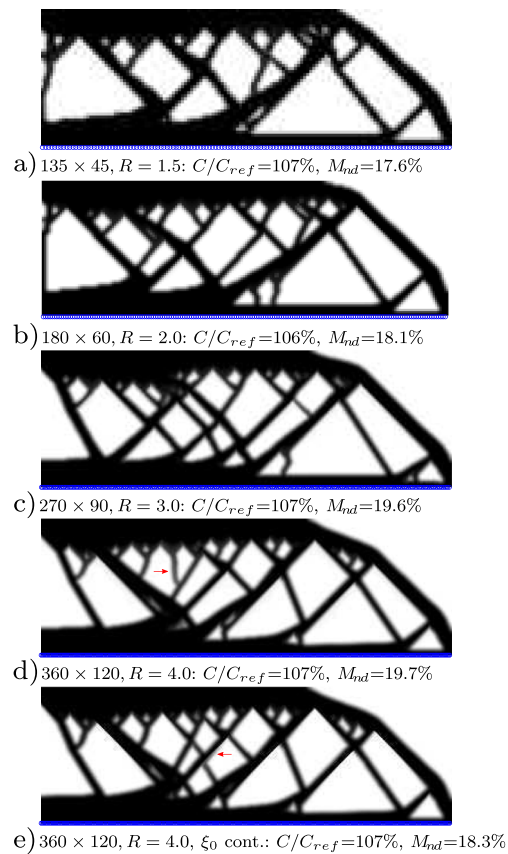 a) 135 × 45, R = 1.5: C/C_ref=107%, M_nd=17.6%
b) 180 × 60, R = 2.0: C/C_ref=106%, M_nd=18.1%
c) 270 × 90, R = 3.0: C/C_ref=107%, M_nd=19.6%
d) 360 × 120, R = 4.0: C/C_ref=107%, M_nd=19.7%
e) 360 × 120, R = 4.0, ξ₀ cont.: C/C_ref=107%, M_nd=18.3%